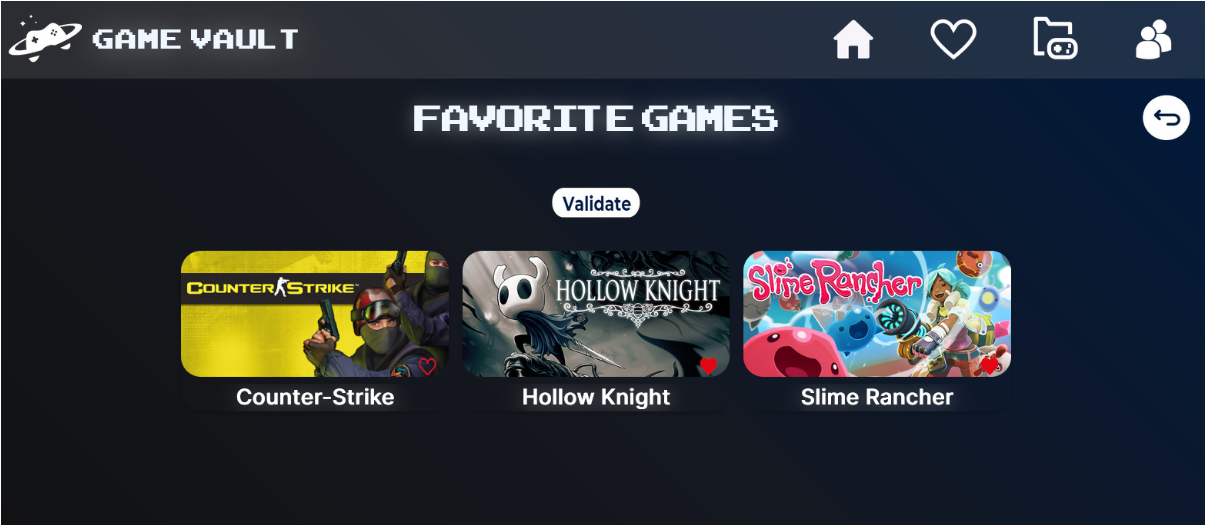 GAME VAULT
FAVORITE GAMES
Validate
COUNTER STRIKE
HOLLOW KNIGHT
Slime Rancher
Counter-Strike
Hollow Knight
Slime Rancher